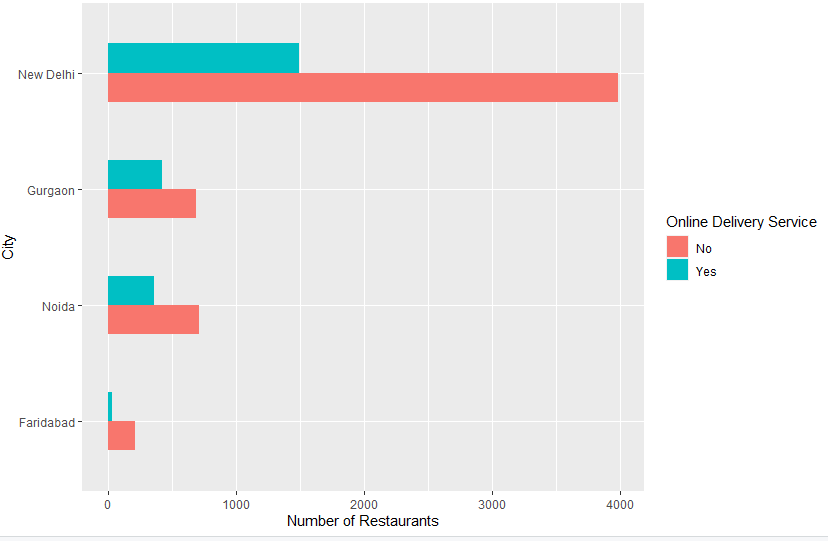 New Delhi
Gurgaon
Noida
Faridabad
City
0 1000 2000 3000 4000
Number of Restaurants
Online Delivery Service
No
Yes